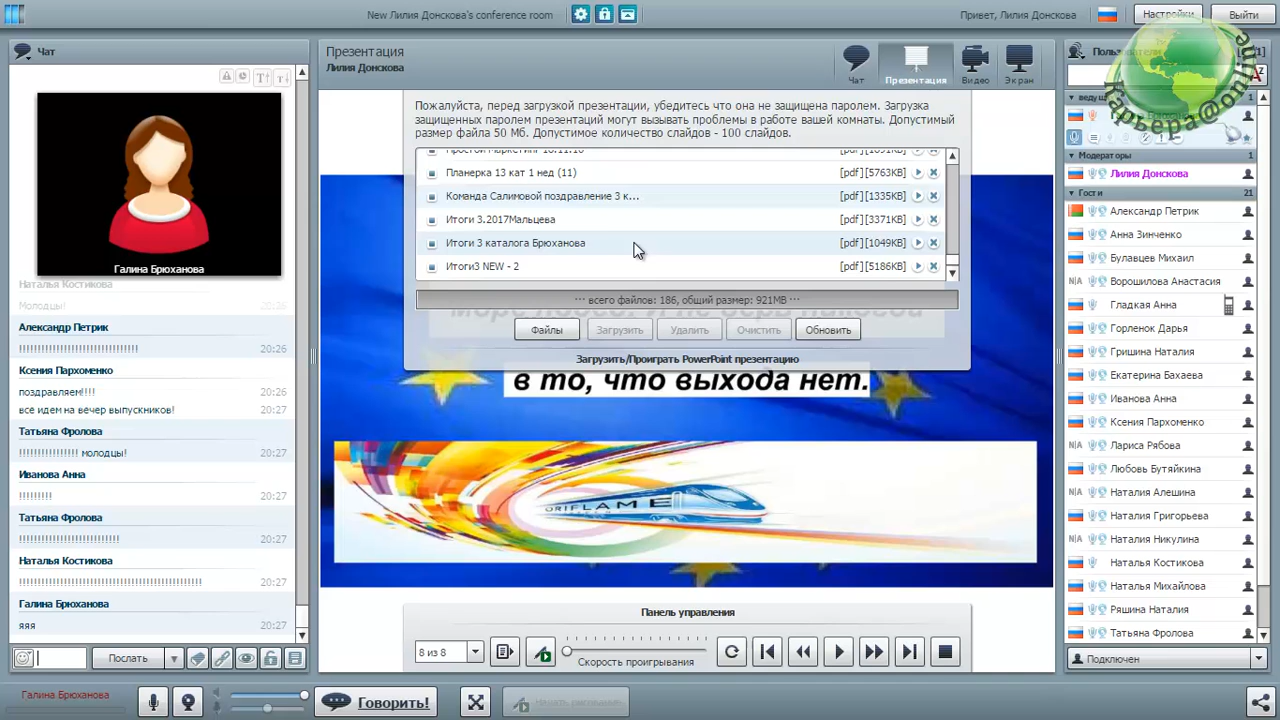 New Лилия Донскова's conference room
Привет, Лилия Донскова
Настройки
Выйти
Чат
Галина Брюханова
Наталья Костикова
Молодцы!
20:26
Александр Петрик
!!!!!!!!!!!!!!!!!!!!!!!!!!!!!!!!!
20:26
Ксения Пархоменко
поздравляем!!!!
20:26
все идем на вечер выпускников!
20:27
Татьяна Фролова
!!!!!!!!!!!!!!!! молодцы!
20:27
Иванова Анна
!!!!!!!!!
20:27
Татьяна Фролова
!!!!!!!!!!!!!!!!!!!!!!!!!!!
20:27
Наталья Костикова
!!!!!!!!!!!!!!!!!!!!!!!!!!!!!!!!!!!!!!!!!!!!!!
20:27
Галина Брюханова
яяя
20:27
Послать
Презентация
Лилия Донскова
Чат
Презентация
Видео
Экран
Пожалуйста, перед загрузкой презентации, убедитесь что она не защищена паролем. Загрузка
защищенных паролем презентаций могут вызывать проблемы в работе вашей комнаты. Допустимый
размер файла 50 Мб. Допустимое количество слайдов - 100 слайдов.
Планерка 13 кат 1 нед (11) [pdf][5763KB]
Команда Салимовой поздравление 3 к... [pdf][1335KB]
Итоги 3.2017Мальцева [pdf][3371KB]
Итоги 3 каталога Брюханова [pdf][1049KB]
Итоги3 NEW - 2 [pdf][5186KB]
··· всего файлов: 186, общий размер: 921MB ···
Файлы
Загрузить
Удалить
Очистить
Обновить
Загрузить/Проиграть PowerPoint презентацию
в то, что выхода нет.
ORIFLAME
Панель управления
8 из 8
Скорость проигрывания
Пользователи
[1]
Карьера@online
Модераторы 1
Лилия Донскова
Гости 21
Александр Петрик
Анна Зинченко
Булавцев Михаил
Ворошилова Анастасия
Гладкая Анна
Горленок Дарья
Гришина Наталия
Екатерина Бахаева
Иванова Анна
Ксения Пархоменко
N|A Лариса Рябова
Любовь Бутяйкина
N|A Наталия Алешина
Наталия Григорьева
N|A Наталия Никулина
Наталья Костикова
Наталья Михайлова
Ряшина Наталия
Татьяна Фролова
Подключен
Галина Брюханова
Говорить!
Начать рисование